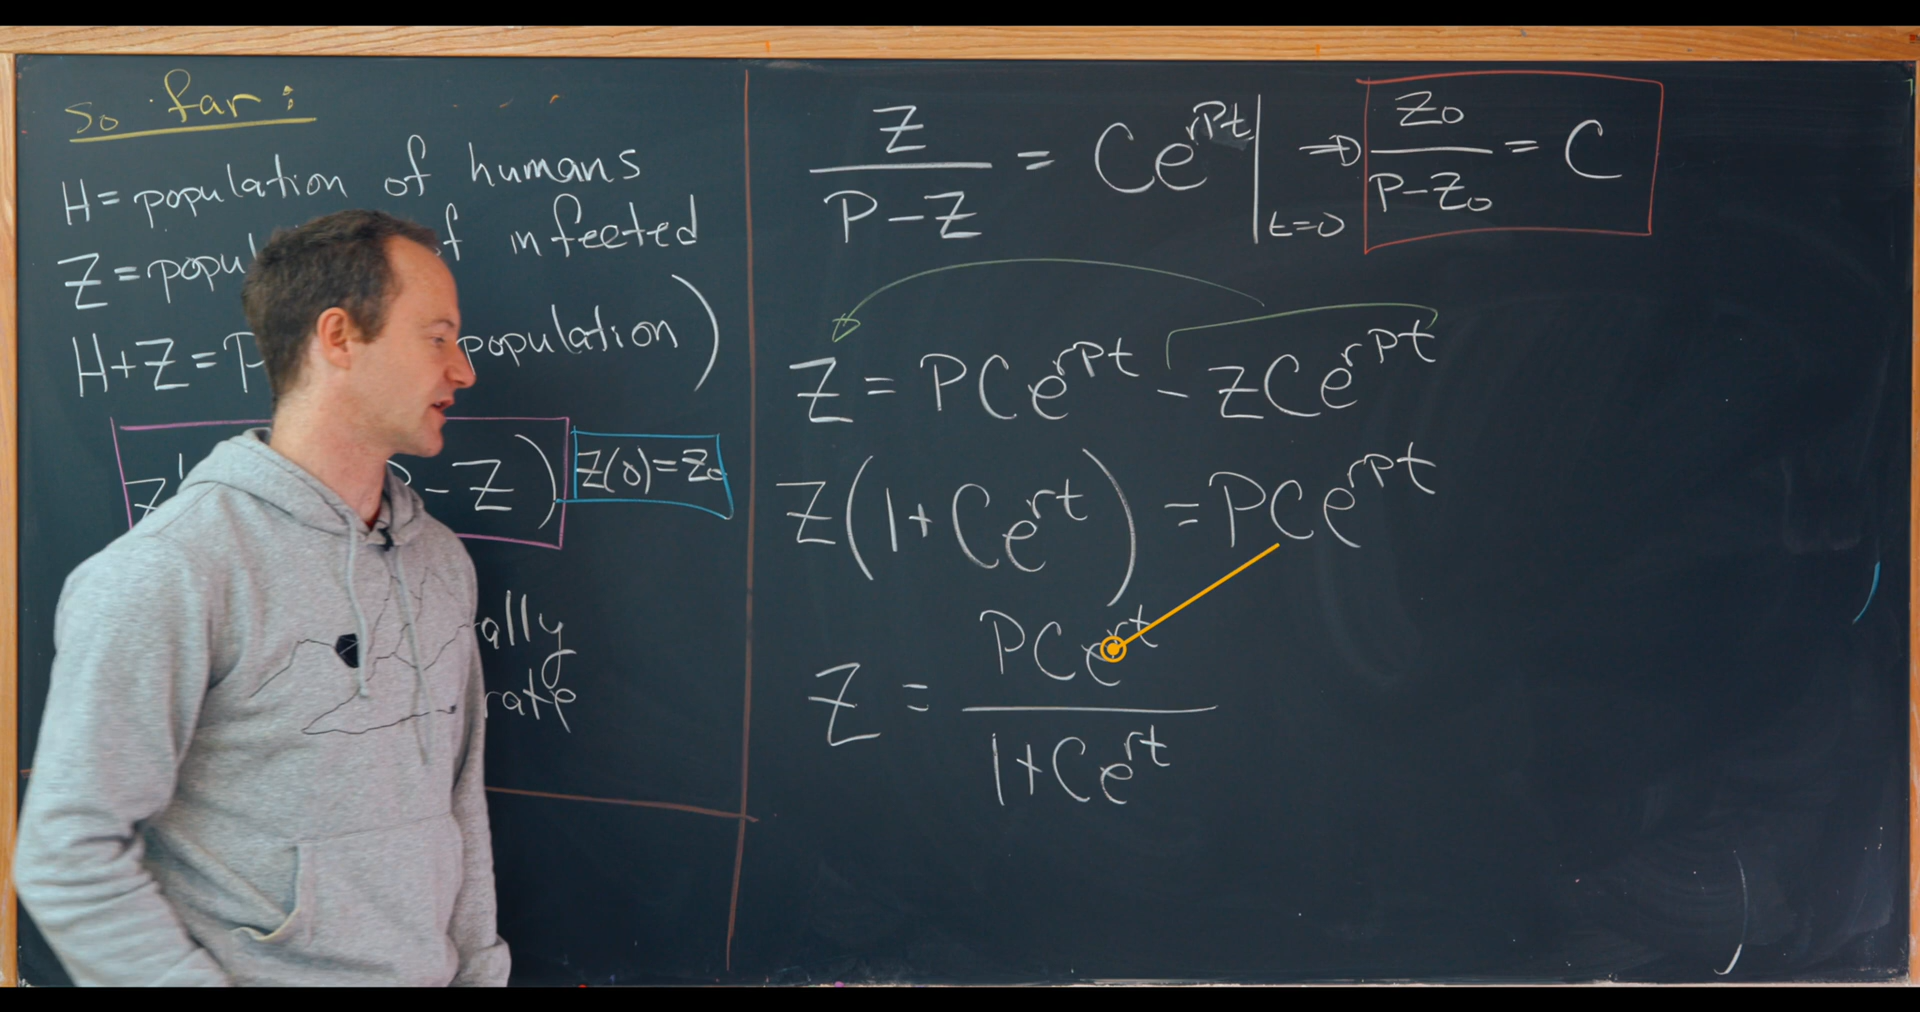 So far:
H = population of humans
Z = popul f infected
H + Z = P population)
Z' P - Z) Z(0) = Z₀
ally
rate
Z / (P - Z) = Ce^{rPt} |_{t=0} ⇒ Z₀ / (P - Z₀) = C
Z = PCe^{rPt} - ZCe^{rPt}
Z(1 + Ce^{rt}) = PCe^{rPt}
Z = PCe^{rt} / (1 + Ce^{rt})